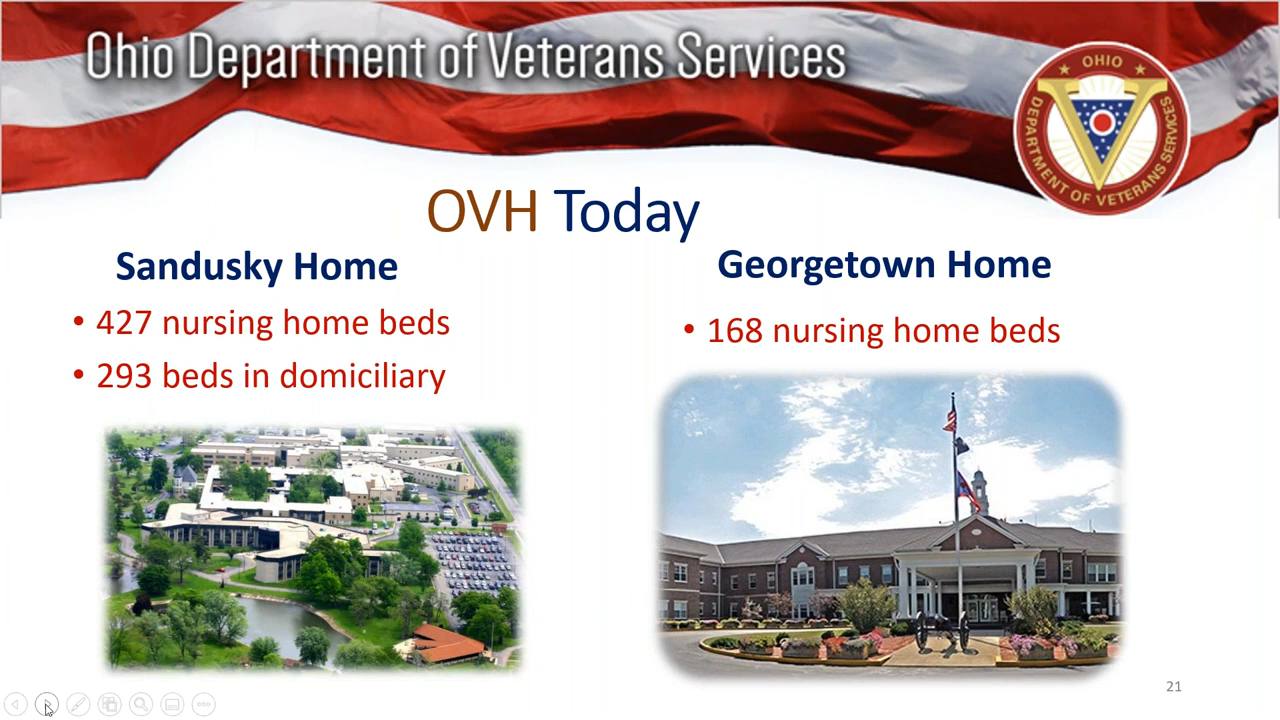 Ohio Department of Veterans Services
OHIO
DEPARTMENT OF VETERANS SERVICES
OVH Today
Sandusky Home
• 427 nursing home beds
• 293 beds in domiciliary
Georgetown Home
• 168 nursing home beds
21